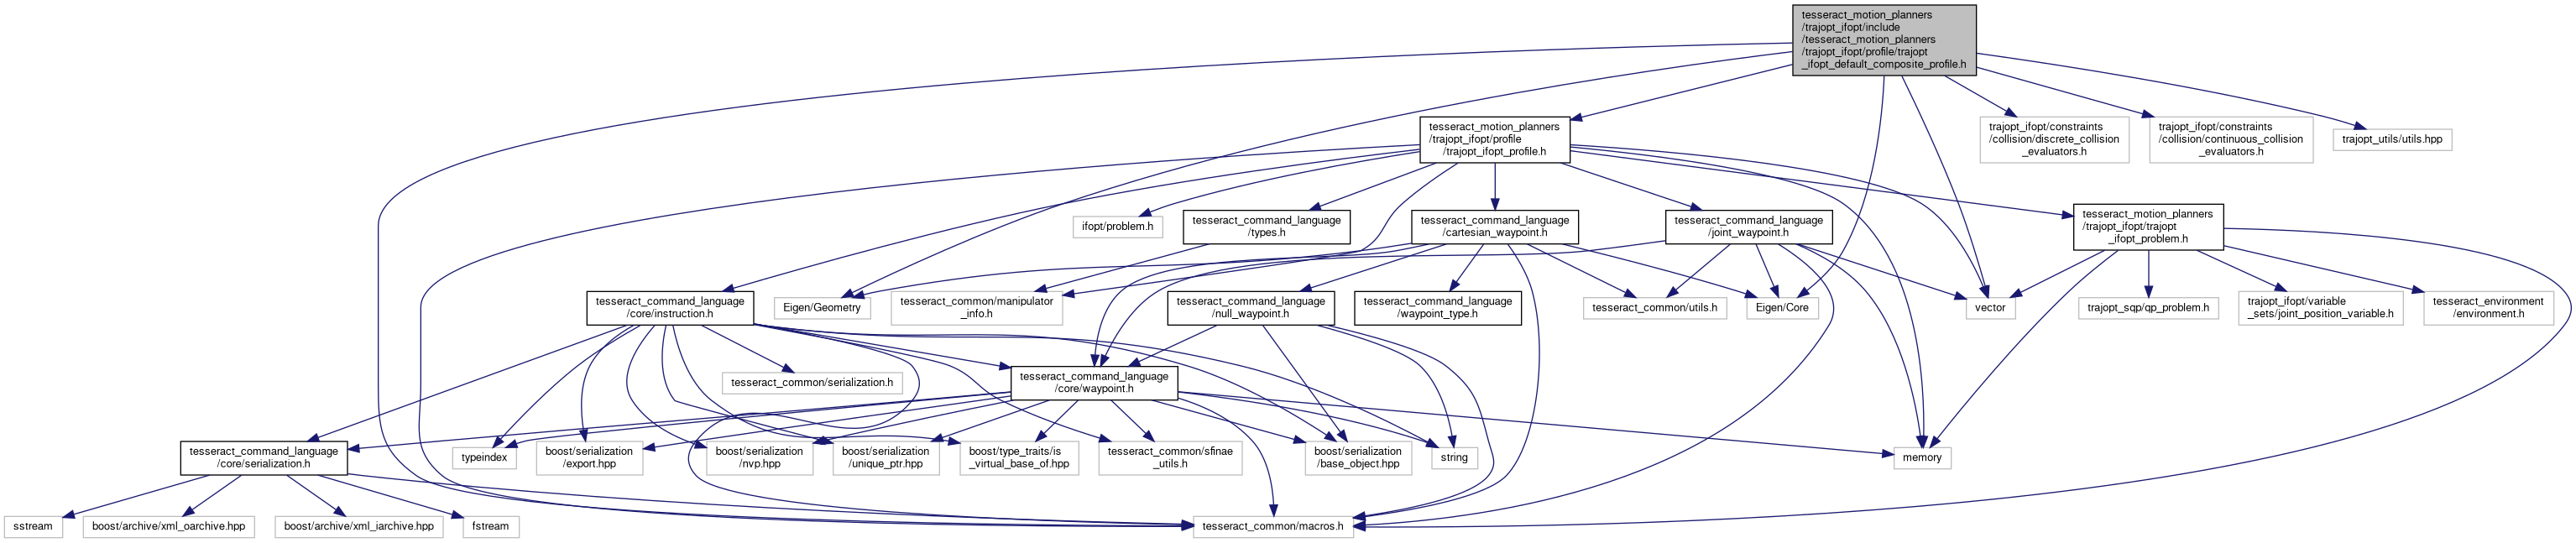 tesseract_motion_planners
/trajopt_ifopt/include
/tesseract_motion_planners
/trajopt_ifopt/profile/trajopt
_ifopt_default_composite_profile.h
tesseract_motion_planners
/trajopt_ifopt/profile
/trajopt_ifopt_profile.h
trajopt_ifopt/constraints
/collision/discrete_collision
_evaluators.h
trajopt_ifopt/constraints
/collision/continuous_collision
_evaluators.h
trajopt_utils/utils.hpp
ifopt/problem.h
tesseract_command_language
/types.h
tesseract_command_language
/cartesian_waypoint.h
tesseract_command_language
/joint_waypoint.h
tesseract_motion_planners
/trajopt_ifopt/trajopt
_ifopt_problem.h
tesseract_command_language
/core/instruction.h
Eigen/Geometry
tesseract_common/manipulator
_info.h
tesseract_command_language
/null_waypoint.h
tesseract_command_language
/waypoint_type.h
tesseract_common/utils.h
Eigen/Core
vector
trajopt_sqp/qp_problem.h
trajopt_ifopt/variable
_sets/joint_position_variable.h
tesseract_environment
/environment.h
tesseract_common/serialization.h
tesseract_command_language
/core/waypoint.h
tesseract_command_language
/core/serialization.h
typeindex
boost/serialization
/export.hpp
boost/serialization
/nvp.hpp
boost/serialization
/unique_ptr.hpp
boost/type_traits/is
_virtual_base_of.hpp
tesseract_common/sfinae
_utils.h
boost/serialization
/base_object.hpp
string
memory
sstream
boost/archive/xml_oarchive.hpp
boost/archive/xml_iarchive.hpp
fstream
tesseract_common/macros.h